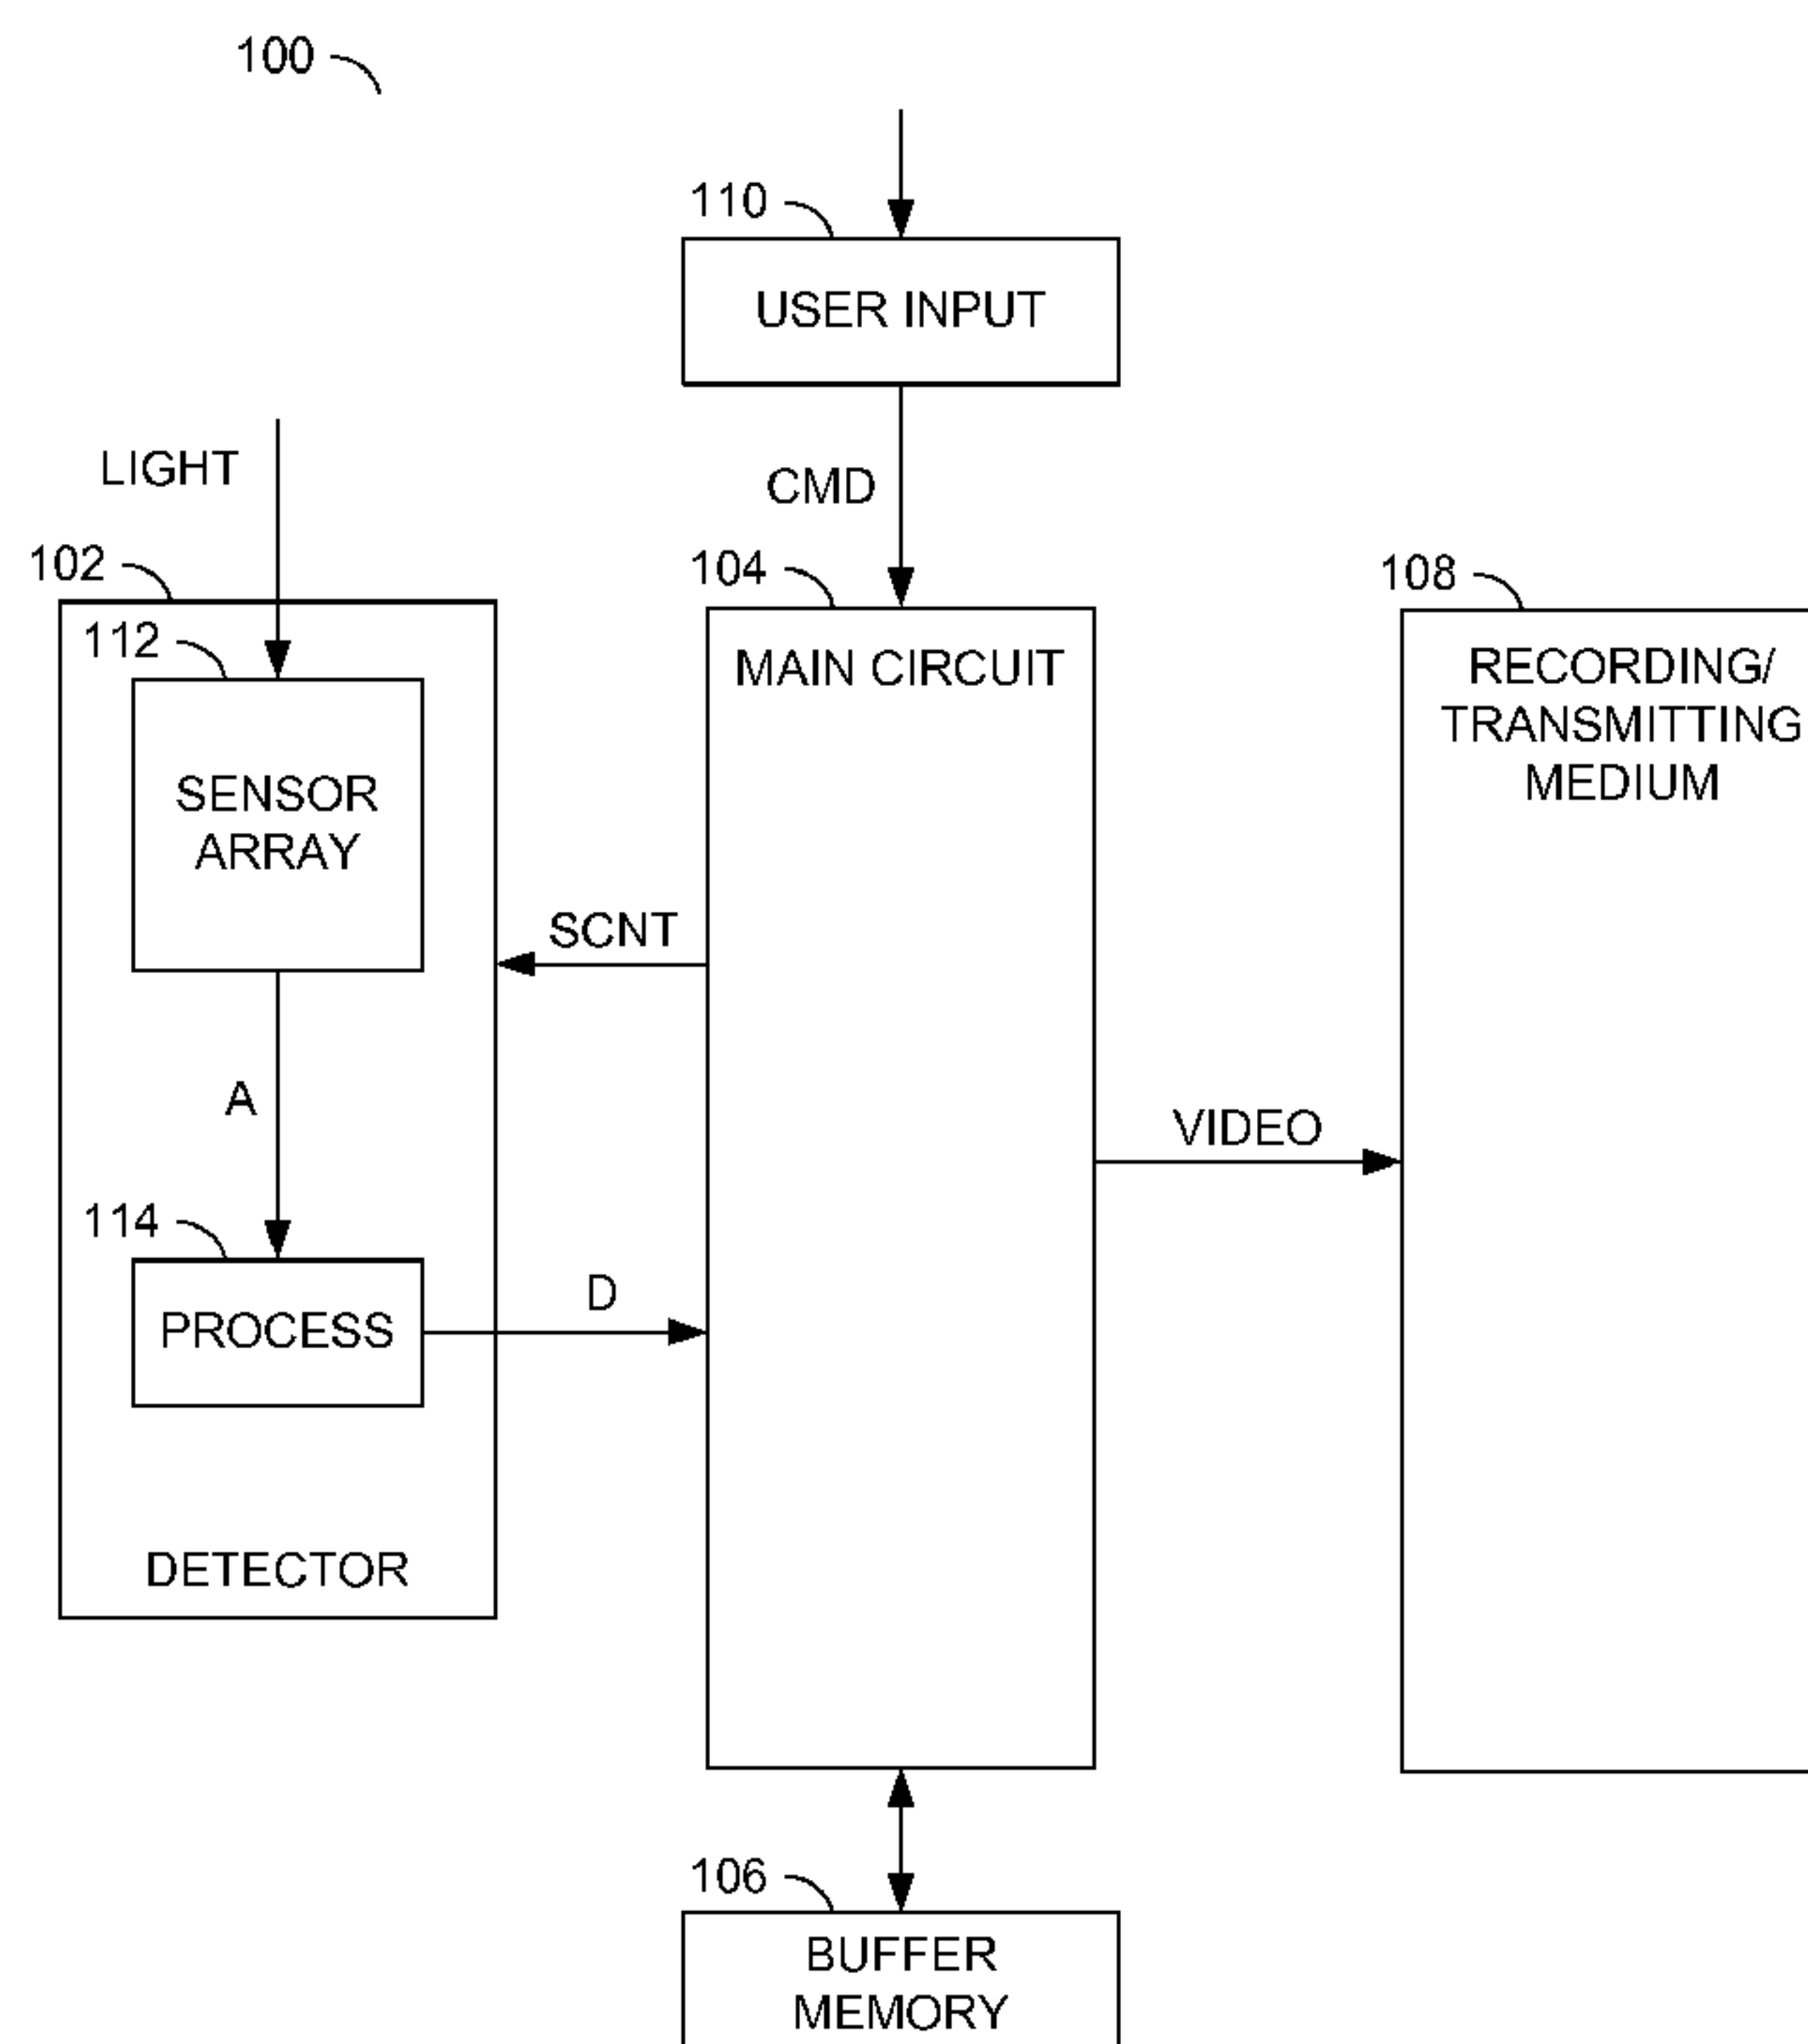 100
110
USER INPUT
LIGHT
CMD
102
104
108
112
MAIN CIRCUIT
RECORDING/
TRANSMITTING
MEDIUM
SENSOR
ARRAY
SCNT
A
VIDEO
114
D
PROCESS
DETECTOR
106
BUFFER
MEMORY